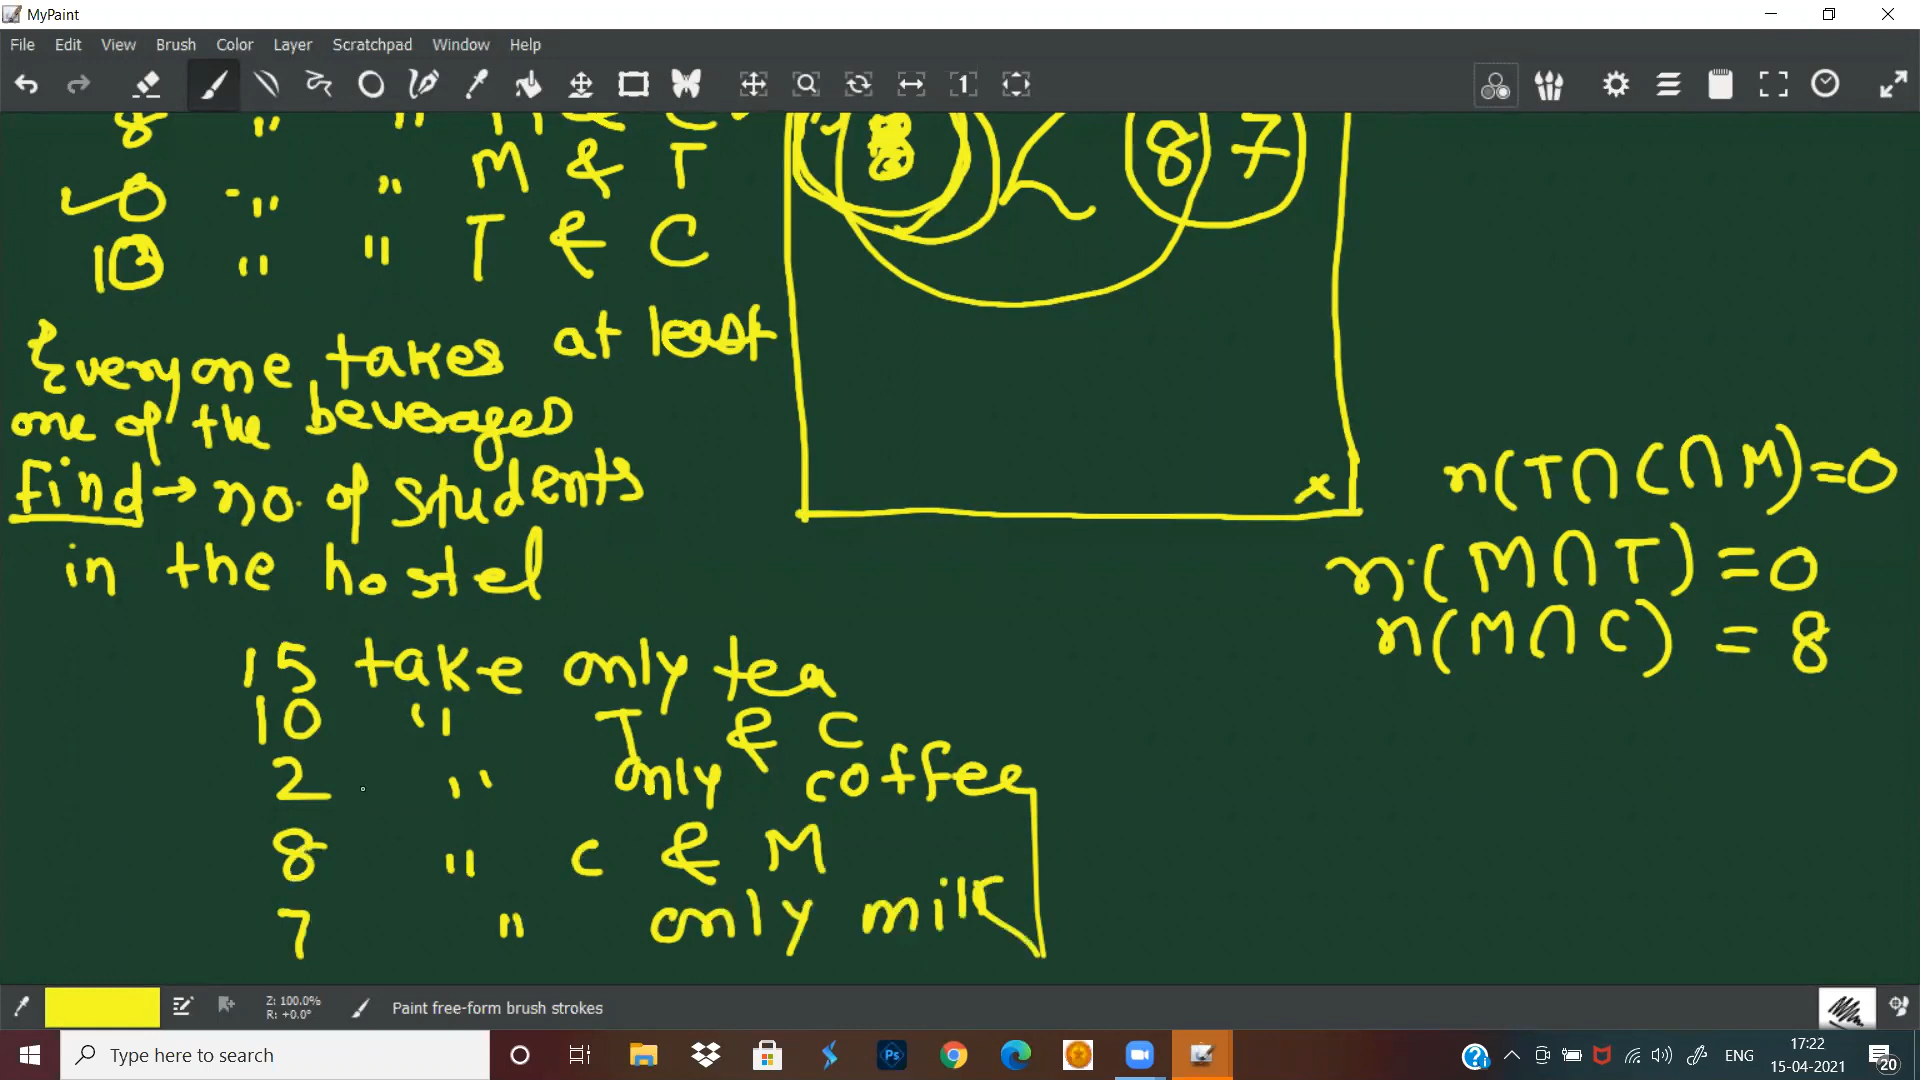 MyPaint
File Edit View Brush Color Layer Scratchpad Window Help
8 " " M & C
0 " " M & T
10 " " T & C
Everyone takes at least
one of the beverages
find → no. of students
in the hostel
8 7
x
n(T∩C∩M)=0
n(M∩T)=0
n(M∩C) = 8
15 take only tea
10 " T & C
2 " only coffee
8 " C & M
7 " only milk
Z: 100.0%
R: +0.0°
Paint free-form brush strokes
Type here to search
Ps
ENG
17:22
15-04-2021
20